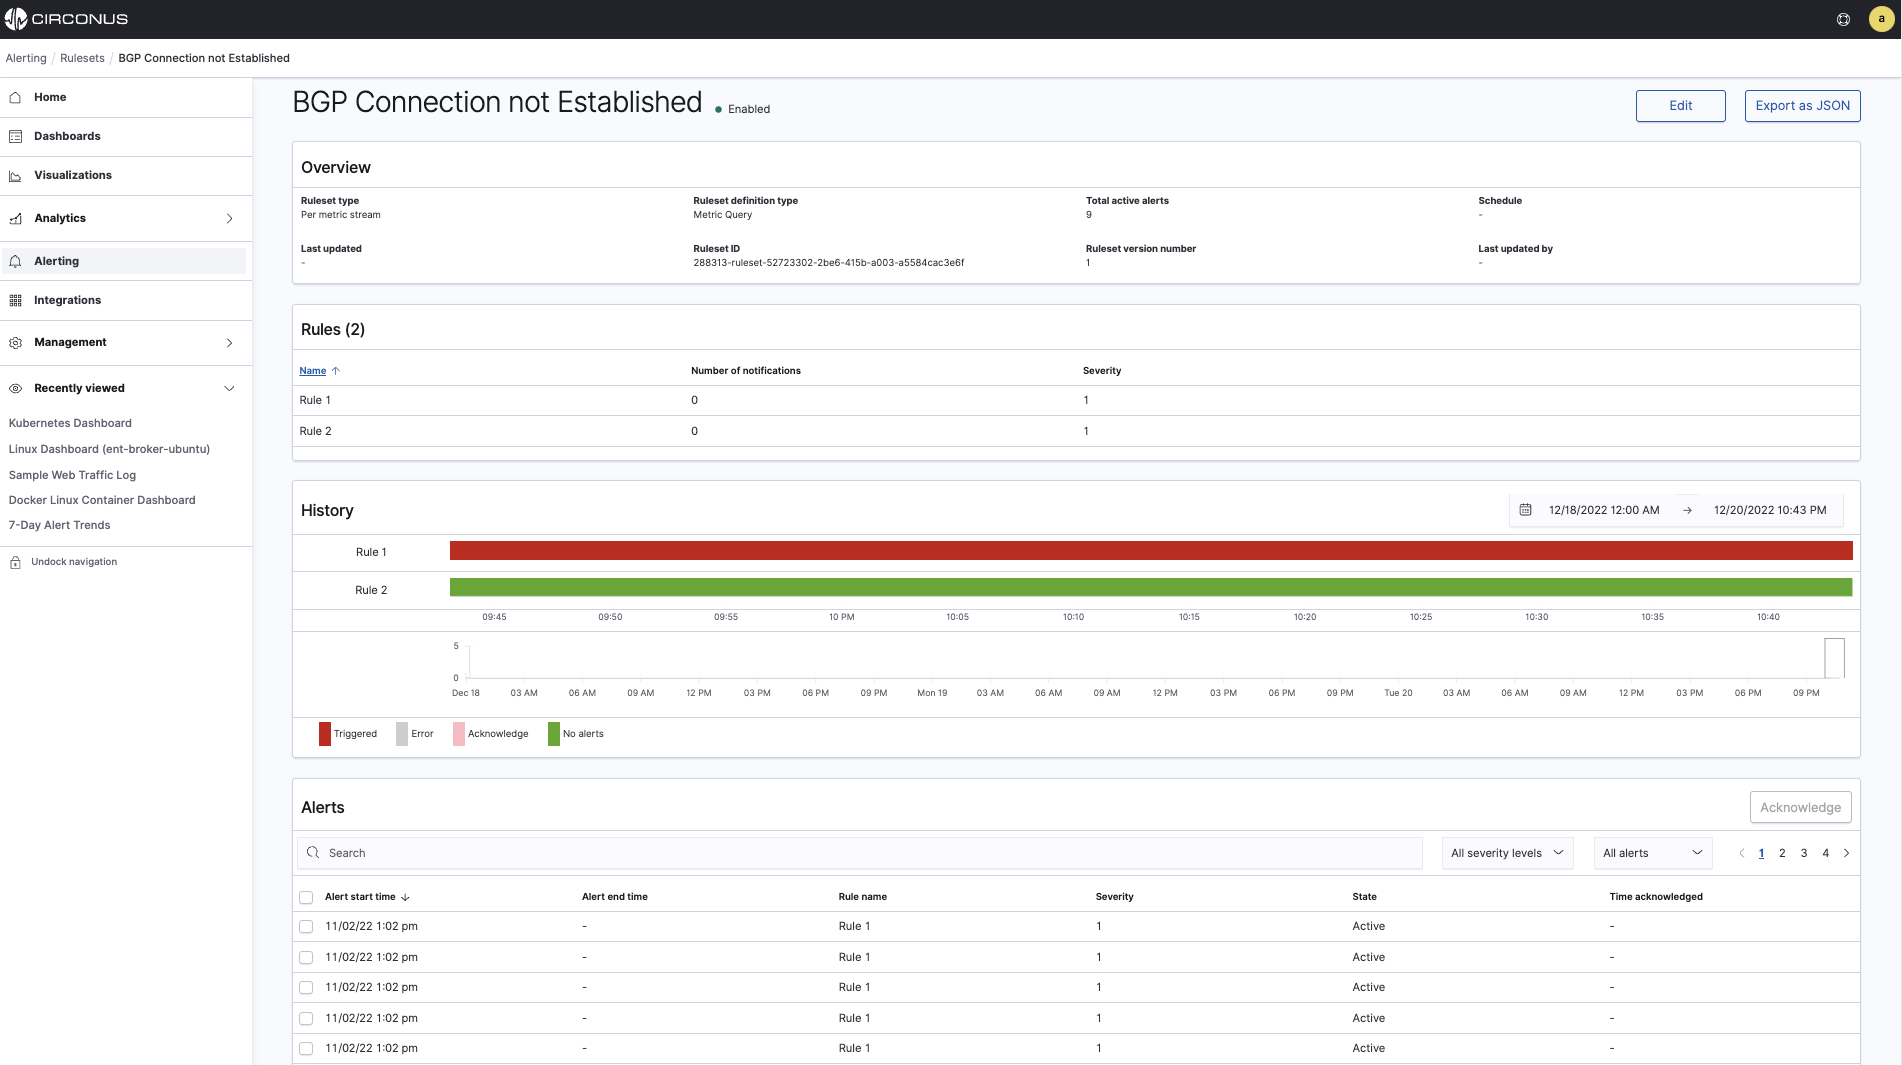 CIRCONUS
a
Alerting / Rulesets / BGP Connection not Established
Home
Dashboards
Visualizations
Analytics
Alerting
Integrations
Management
Recently viewed
Kubernetes Dashboard
Linux Dashboard (ent-broker-ubuntu)
Sample Web Traffic Log
Docker Linux Container Dashboard
7-Day Alert Trends
Undock navigation
BGP Connection not Established Enabled
Edit Export as JSON
Overview
Ruleset type Ruleset definition type Total active alerts Schedule
Per metric stream Metric Query 9 -
Last updated Ruleset ID Ruleset version number Last updated by
- 288313-ruleset-52723302-2be6-415b-a003-a5584cac3e6f 1 -
Rules (2)
Name ↑ Number of notifications Severity
Rule 1 0 1
Rule 2 0 1
History 12/18/2022 12:00 AM → 12/20/2022 10:43 PM
Rule 1
Rule 2
09:45 09:50 09:55 10 PM 10:05 10:10 10:15 10:20 10:25 10:30 10:35 10:40
5
0
Dec 18 03 AM 06 AM 09 AM 12 PM 03 PM 06 PM 09 PM Mon 19 03 AM 06 AM 09 AM 12 PM 03 PM 06 PM 09 PM Tue 20 03 AM 06 AM 09 AM 12 PM 03 PM 06 PM 09 PM
Triggered Error Acknowledge No alerts
Alerts Acknowledge
Search All severity levels All alerts < 1 2 3 4 >
Alert start time ↓ Alert end time Rule name Severity State Time acknowledged
11/02/22 1:02 pm - Rule 1 1 Active -
11/02/22 1:02 pm - Rule 1 1 Active -
11/02/22 1:02 pm - Rule 1 1 Active -
11/02/22 1:02 pm - Rule 1 1 Active -
11/02/22 1:02 pm - Rule 1 1 Active -